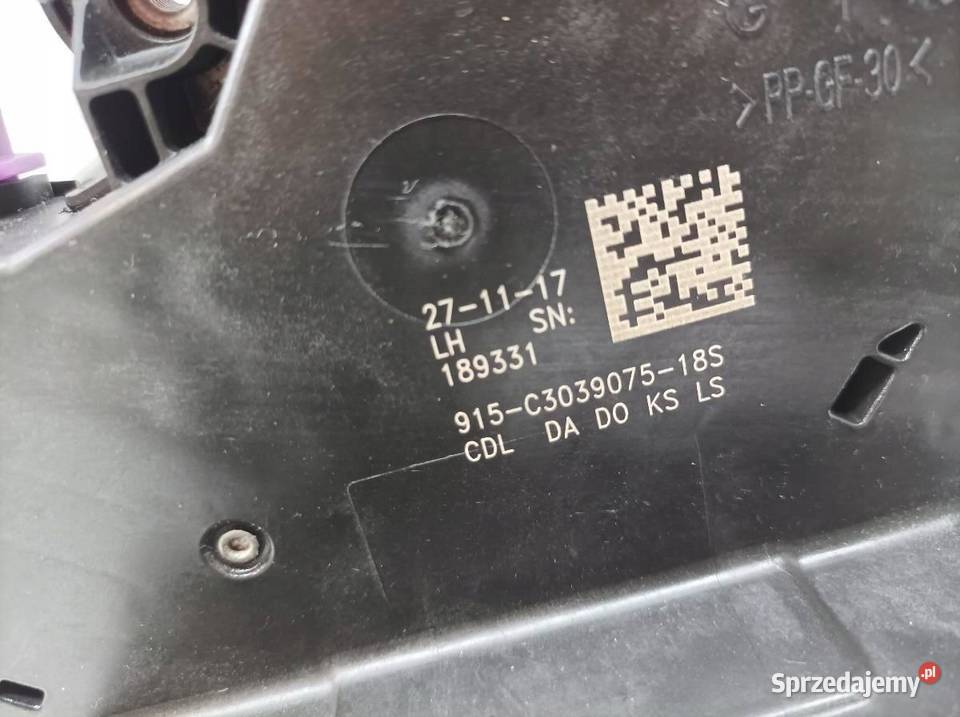 >PP-GF-30<
27-11-17
LH SN:
189331
915-C3039075-18S
CDL DA DO KS LS
Sprzedajemy.pl